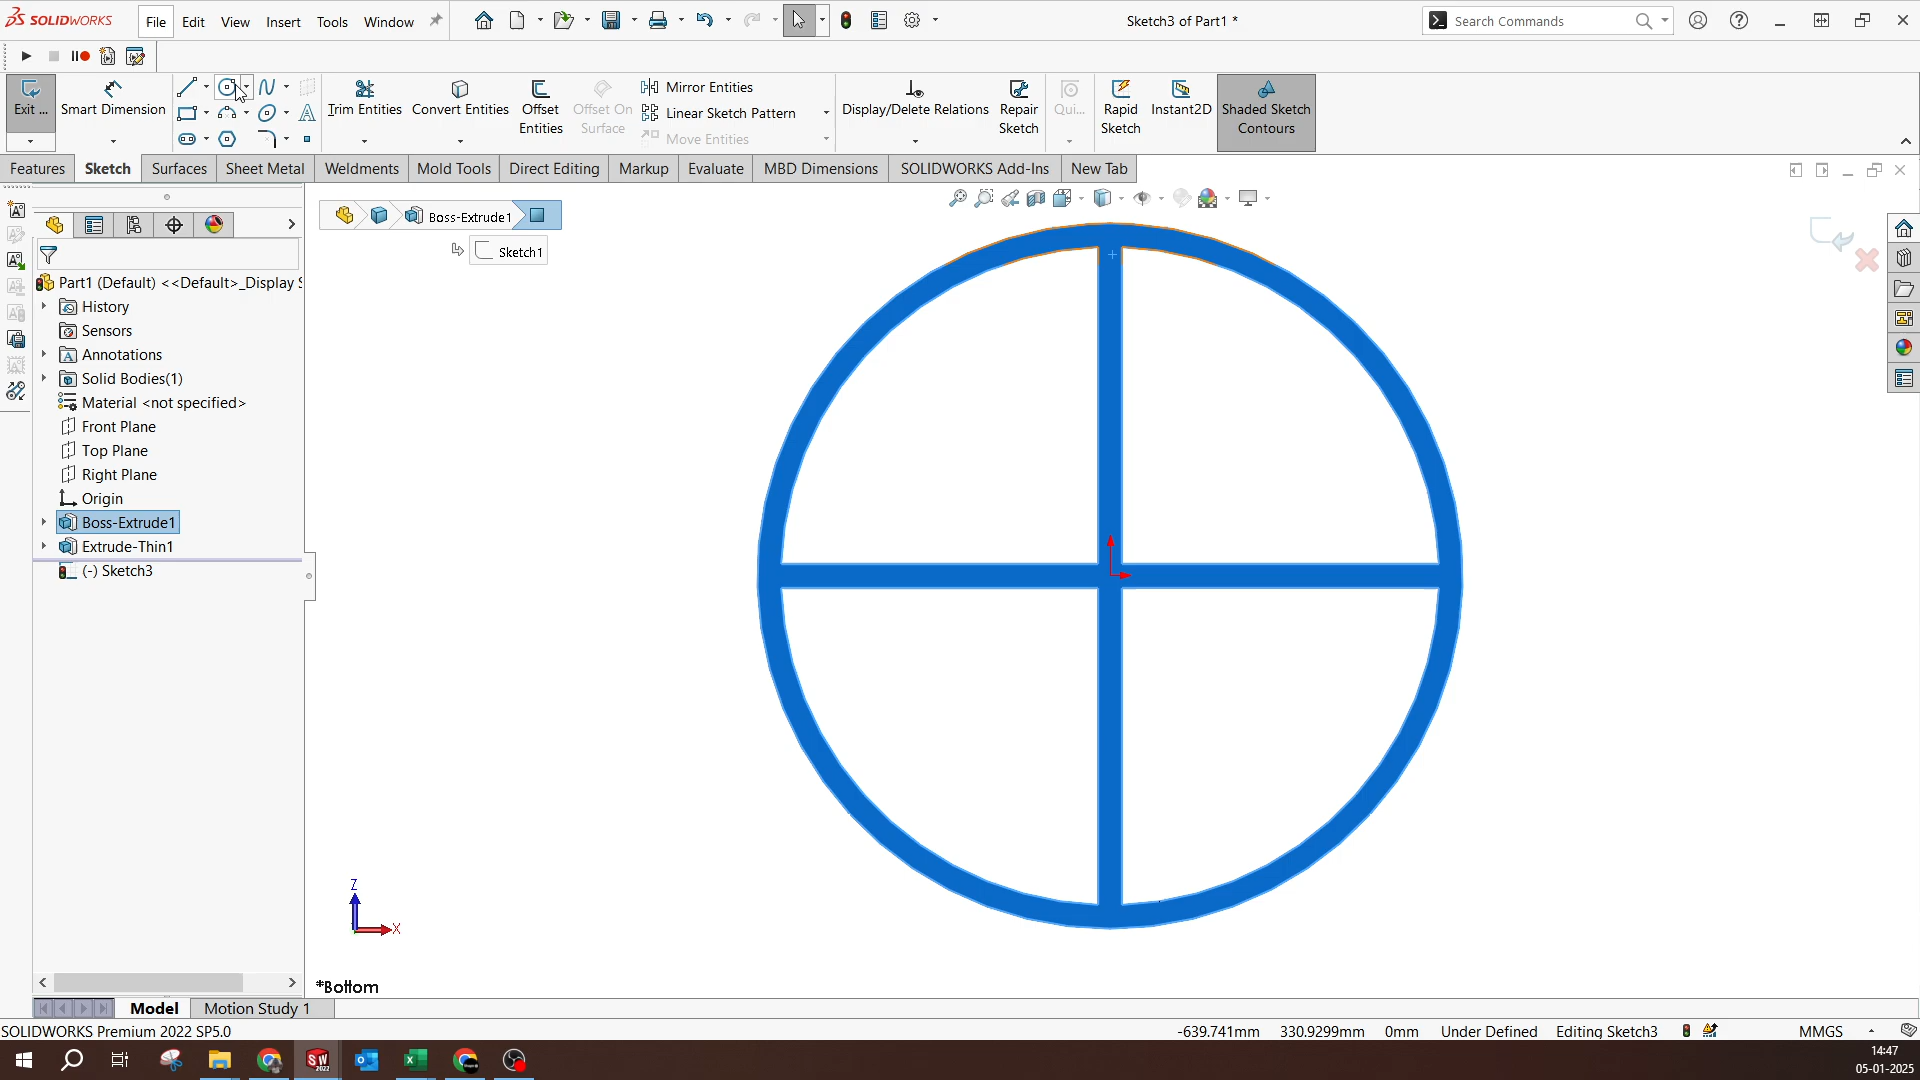 SOLIDWORKS File Edit View Insert Tools Window Sketch3 of Part1 * Search Commands
Exit ... Smart Dimension Trim Entities Convert Entities Offset Entities Offset On Surface Mirror Entities Linear Sketch Pattern Move Entities Display/Delete Relations Repair Sketch Qui... Rapid Sketch Instant2D Shaded Sketch Contours
Features Sketch Surfaces Sheet Metal Weldments Mold Tools Direct Editing Markup Evaluate MBD Dimensions SOLIDWORKS Add-Ins New Tab
Boss-Extrude1
Sketch1
Part1 (Default) <<Default>_Display S
History
Sensors
Annotations
Solid Bodies(1)
Material <not specified>
Front Plane
Top Plane
Right Plane
Origin
Boss-Extrude1
Extrude-Thin1
(-) Sketch3
Z
X
*Bottom
Model Motion Study 1
SOLIDWORKS Premium 2022 SP5.0 -639.741mm 330.9299mm 0mm Under Defined Editing Sketch3 MMGS
14:47
05-01-2025